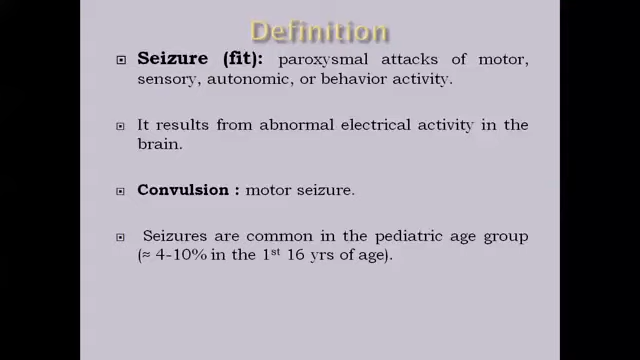 Definition
Seizure (fit): paroxysmal attacks of motor,
sensory, autonomic, or behavior activity.
It results from abnormal electrical activity in the
brain.
Convulsion : motor seizure.
Seizures are common in the pediatric age group
(≈ 4-10% in the 1st 16 yrs of age).